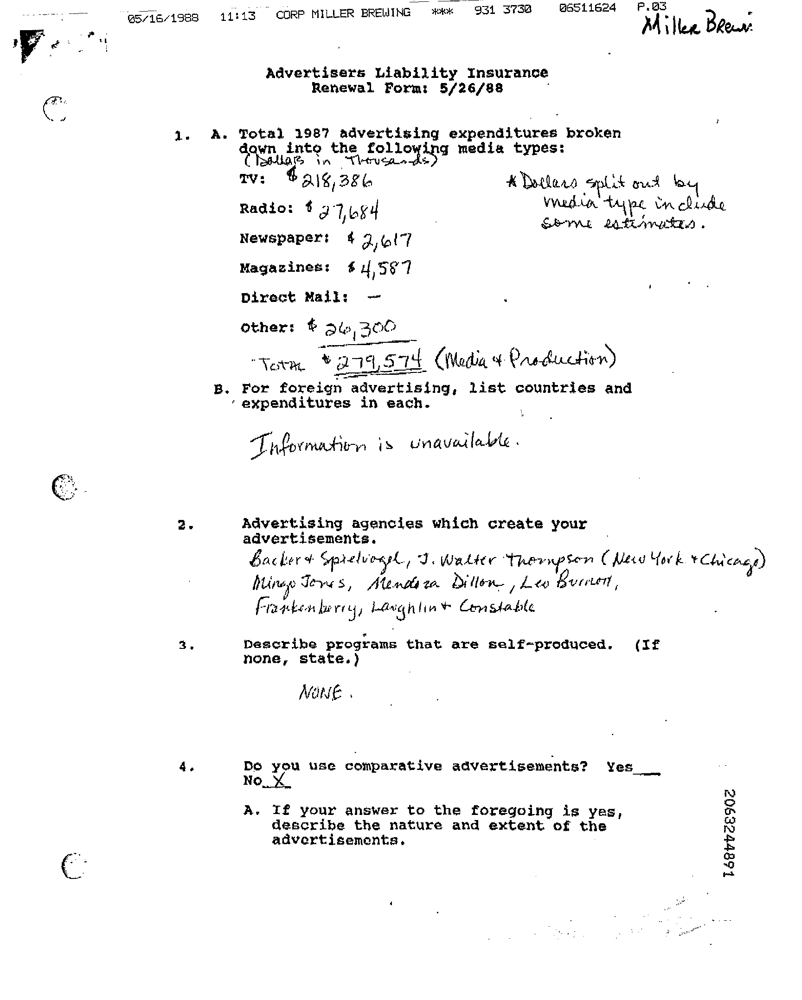 05/16/1988 11:13 CORP MILLER BREWING *** 931 3730 06511624 P.03
Miller Brewi
Advertisers Liability Insurance
Renewal Form: 5/26/88
1. A. Total 1987 advertising expenditures broken
down into the following media types:
(Dollars in Thousands)
TV: $218,386
* Dollars split out by
media type include
some estimates.
Radio: $27,684
Newspaper: $2,617
Magazines: $4,587
Direct Mail: —
Other: $26,300
Total $279,574 (Media & Production)
B. For foreign advertising, list countries and
expenditures in each.
Information is unavailable.
2. Advertising agencies which create your
advertisements.
Backer & Spielvogel, J. Walter Thompson (New York & Chicago)
Mingo Jones, Mendoza Dillon, Leo Burnett,
Frankenberry, Laughlin & Constable
3. Describe programs that are self-produced. (If
none, state.)
NONE.
4. Do you use comparative advertisements? Yes___
No X
A. If your answer to the foregoing is yes,
describe the nature and extent of the
advertisements.
2063244891